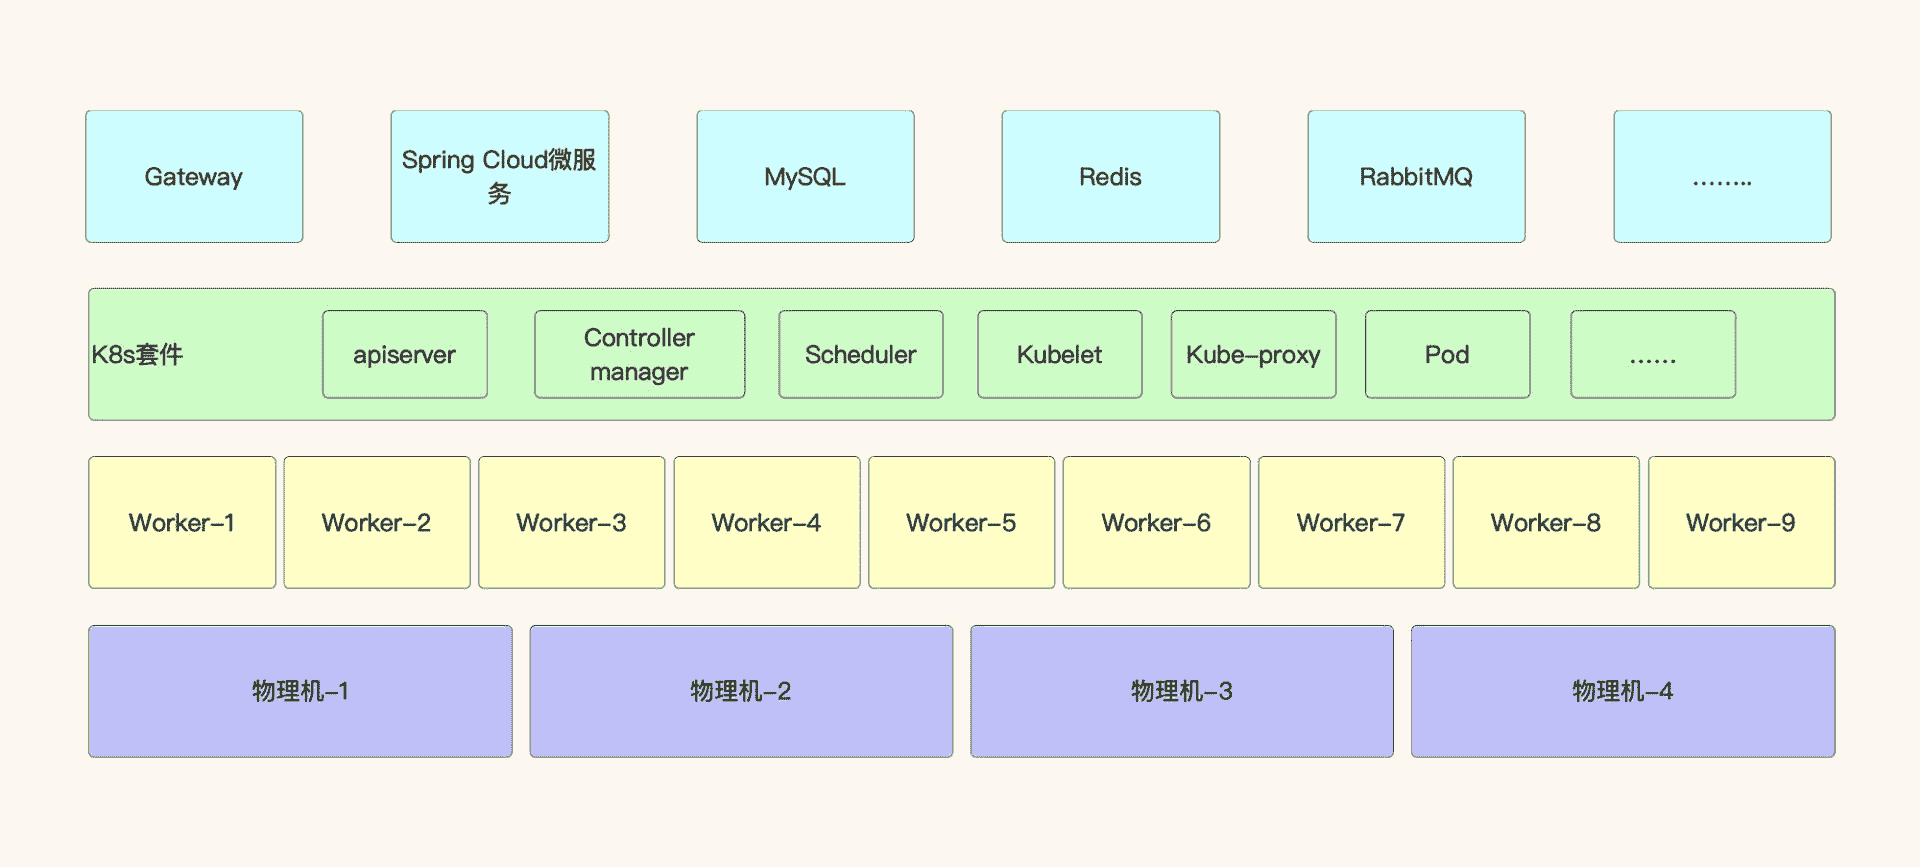 Gateway
Spring Cloud微服
务
MySQL
Redis
RabbitMQ
........
K8s套件
apiserver
Controller
manager
Scheduler
Kubelet
Kube-proxy
Pod
......
Worker-1
Worker-2
Worker-3
Worker-4
Worker-5
Worker-6
Worker-7
Worker-8
Worker-9
物理机-1
物理机-2
物理机-3
物理机-4